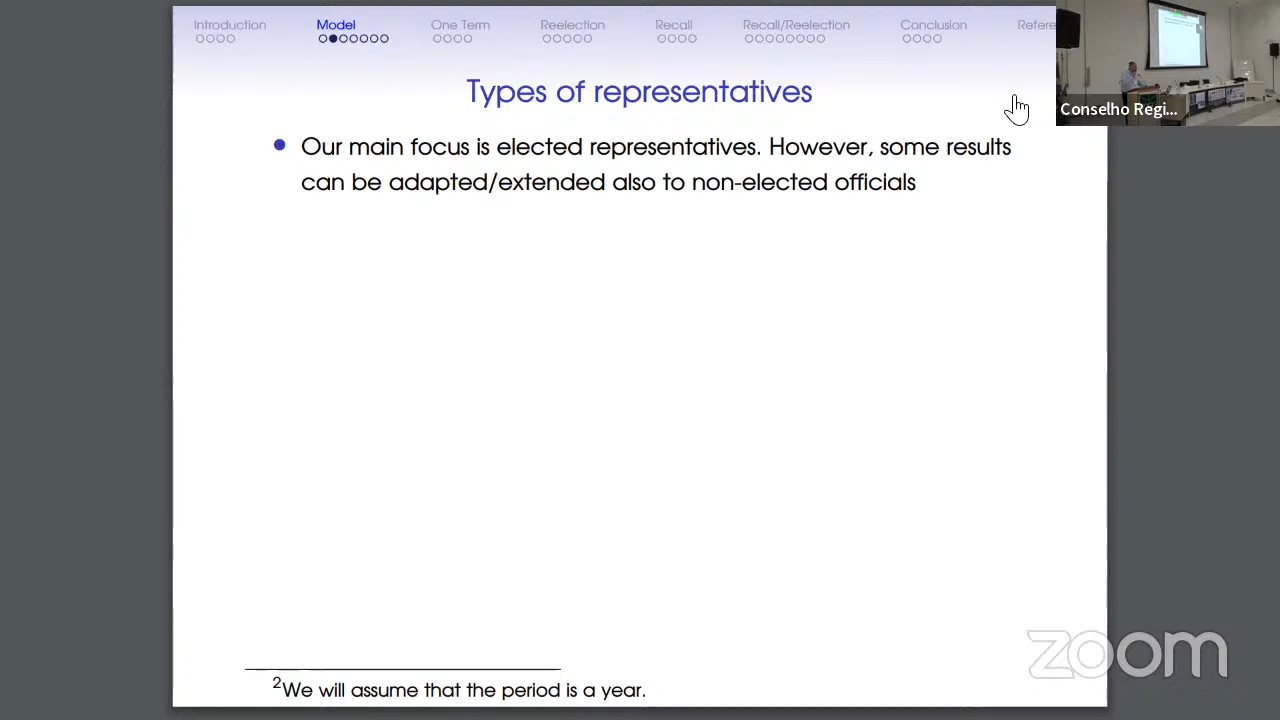 Introduction
Model
One Term
Reelection
Recall
Recall/Reelection
Conclusion
Refere
Types of representatives
Conselho Regi...
Our main focus is elected representatives. However, some results
can be adapted/extended also to non-elected officials
2We will assume that the period is a year.
zoom